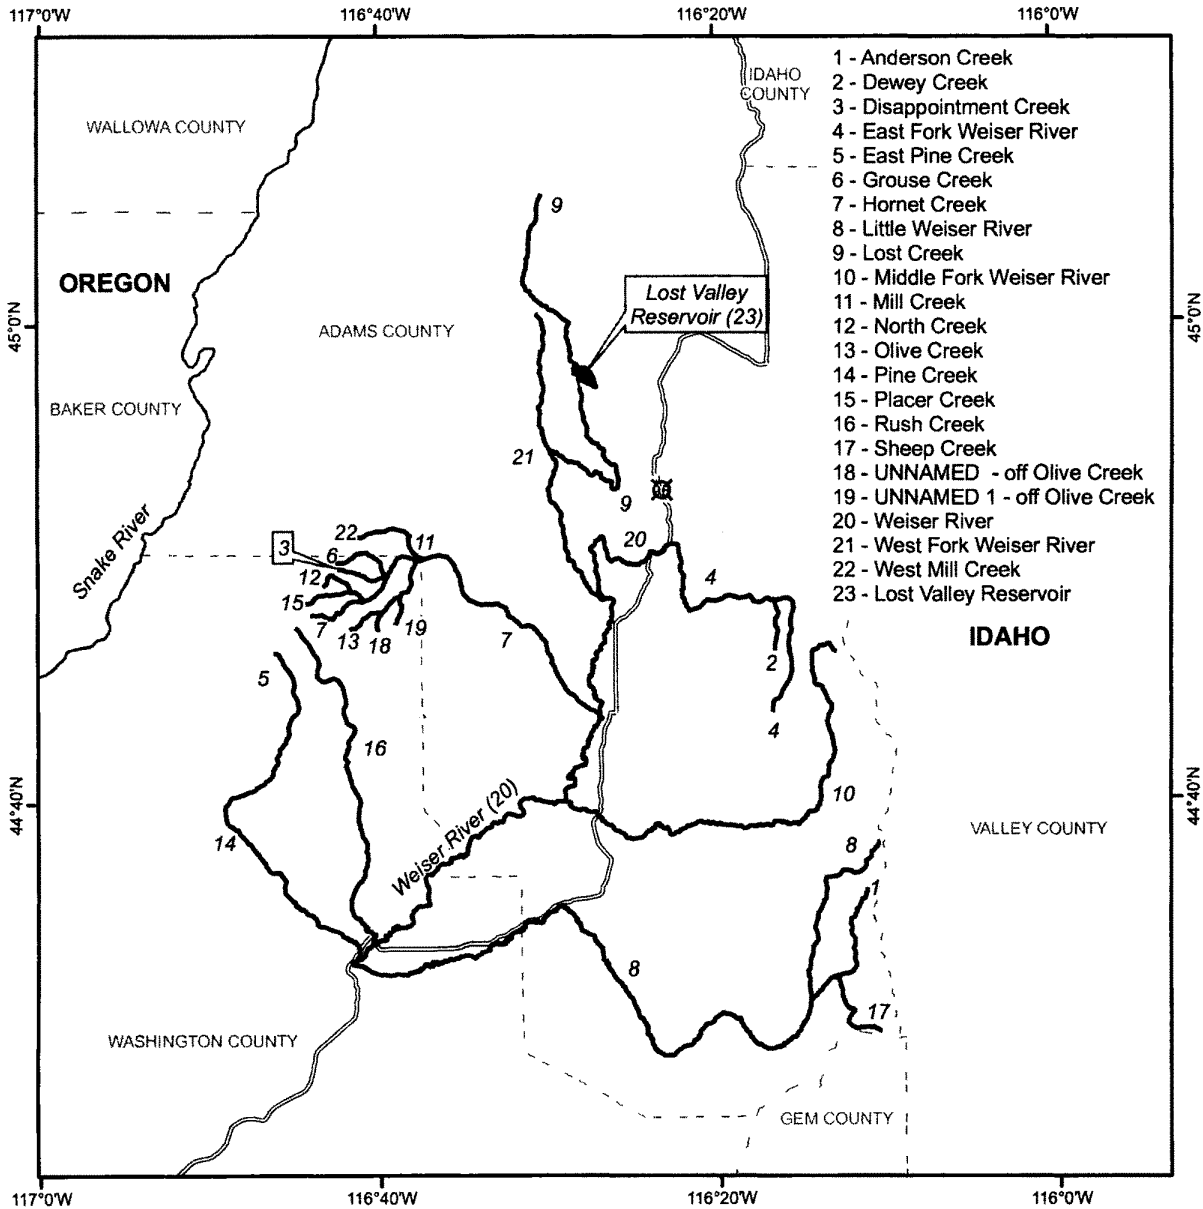 117°0'W
116°40'W
116°20'W
116°0'W
1 - Anderson Creek
2 - Dewey Creek
3 - Disappointment Creek
4 - East Fork Weiser River
5 - East Pine Creek
6 - Grouse Creek
7 - Hornet Creek
8 - Little Weiser River
9 - Lost Creek
10 - Middle Fork Weiser River
11 - Mill Creek
12 - North Creek
13 - Olive Creek
14 - Pine Creek
15 - Placer Creek
16 - Rush Creek
17 - Sheep Creek
18 - UNNAMED - off Olive Creek
19 - UNNAMED 1 - off Olive Creek
20 - Weiser River
21 - West Fork Weiser River
22 - West Mill Creek
23 - Lost Valley Reservoir
IDAHO
COUNTY
WALLOWA COUNTY
9
OREGON
Lost Valley
Reservoir (23)
45°0'N
45°0'N
ADAMS COUNTY
BAKER COUNTY
21
9
Snake River
22
11
20
3
6
12
4
15
7
13
18
19
7
IDAHO
2
5
4
16
10
44°40'N
44°40'N
Weiser River (20)
14
VALLEY COUNTY
8
1
8
17
WASHINGTON COUNTY
GEM COUNTY
117°0'W
116°40'W
116°20'W
116°0'W